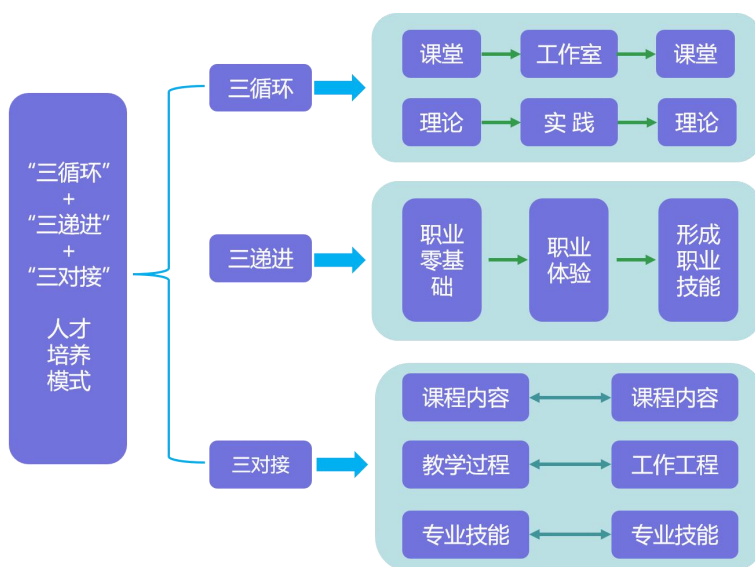 “三循环”
+
“三递进”
+
“三对接”
人才
培养
模式
三循环
课堂 工作室 课堂
理论 实 践 理论
三递进
职业
零基
础
职业
体验
形成
职业
技能
三对接
课程内容 课程内容
教学过程 工作工程
专业技能 专业技能